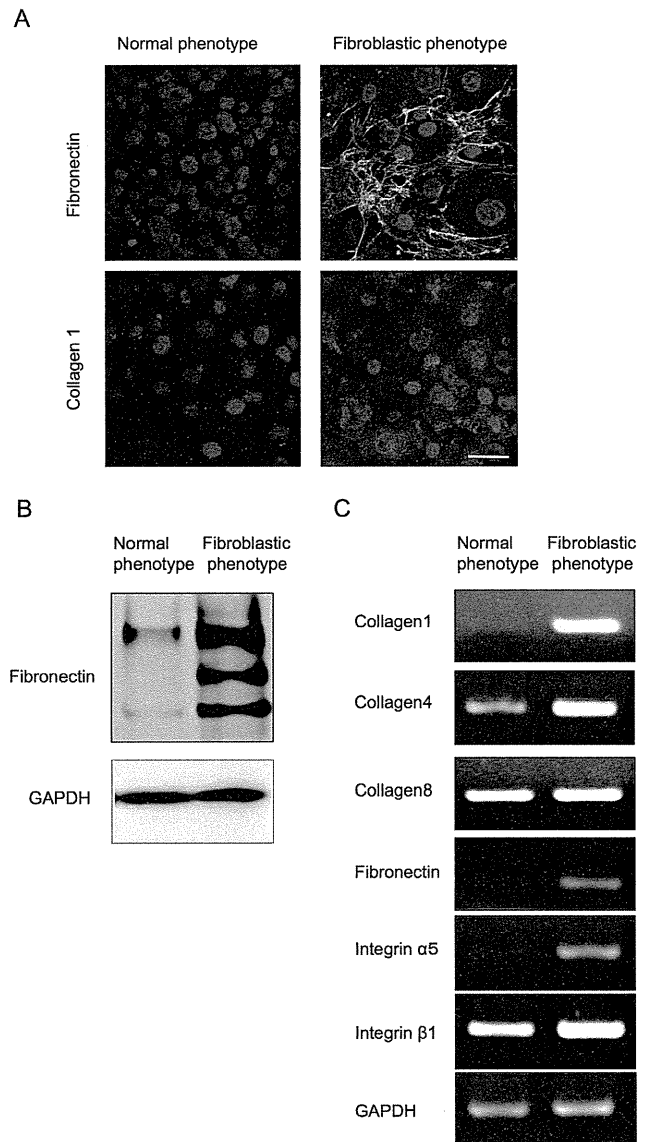 A
Normal phenotype
Fibroblastic phenotype
Fibronectin
Collagen 1
B
Normal
phenotype
Fibroblastic
phenotype
Fibronectin
GAPDH
C
Normal
phenotype
Fibroblastic
phenotype
Collagen1
Collagen4
Collagen8
Fibronectin
Integrin α5
Integrin β1
GAPDH